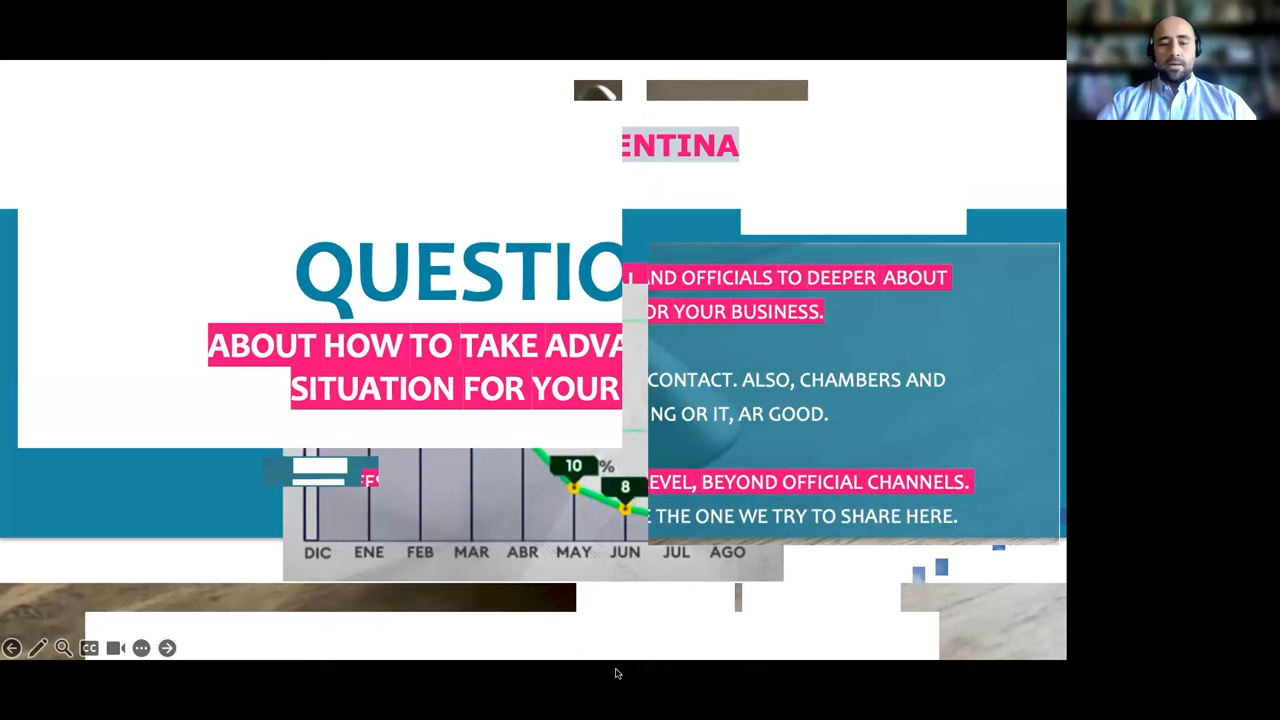 ENTINA
QUESTIO
ABOUT HOW TO TAKE ADVA
SITUATION FOR YOUR
AND OFFICIALS TO DEEPER ABOUT
OR YOUR BUSINESS.
CONTACT. ALSO, CHAMBERS AND
NG OR IT, AR GOOD.
EVEL, BEYOND OFFICIAL CHANNELS.
E THE ONE WE TRY TO SHARE HERE.
10 %
8
DIC ENE FEB MAR ABR MAY JUN JUL AGO
CC